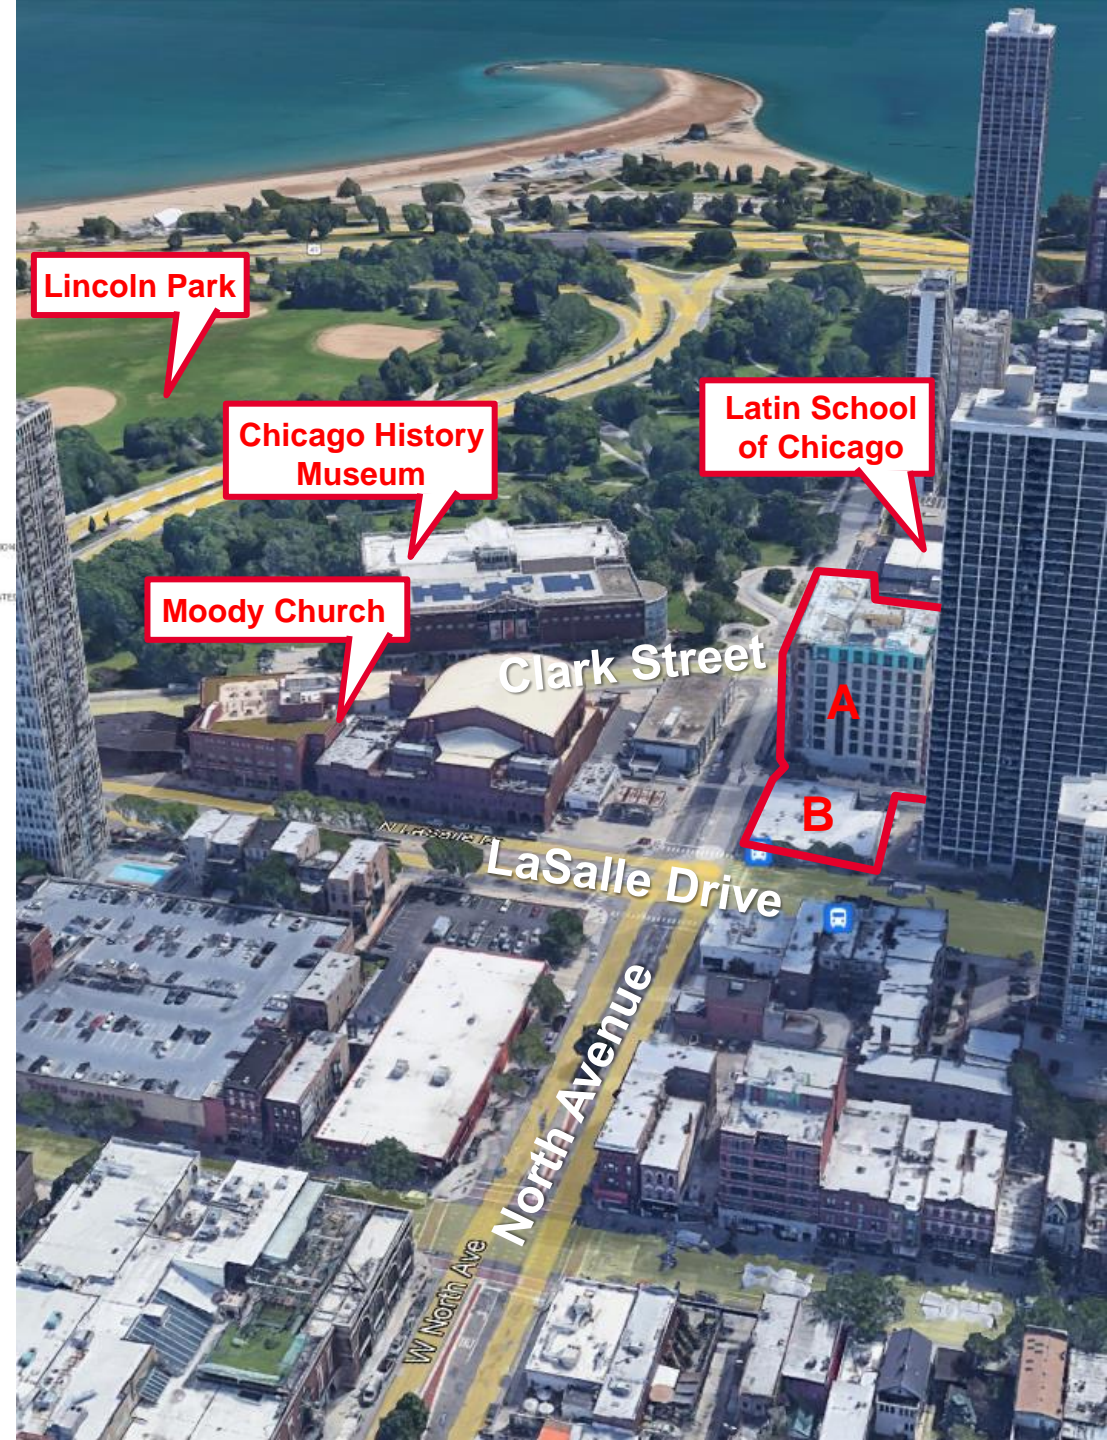 Lincoln Park
Chicago History
Museum
Latin School
of Chicago
Moody Church
Clark Street
A
B
LaSalle Drive
North Avenue
W North Ave